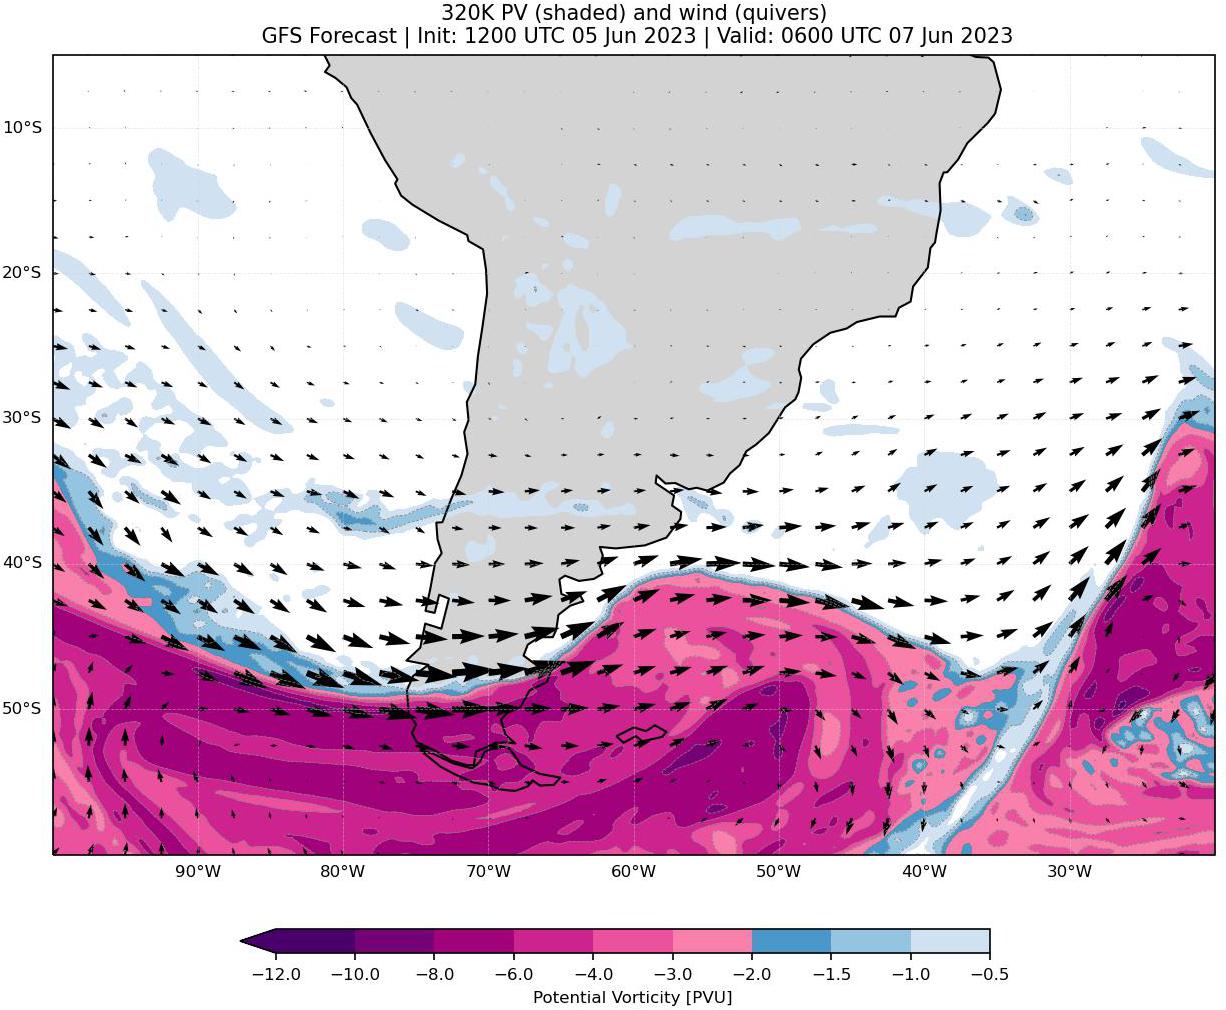 320K PV (shaded) and wind (quivers)
GFS Forecast | Init: 1200 UTC 05 Jun 2023 | Valid: 0600 UTC 07 Jun 2023
10°S
20°S
30°S
40°S
50°S
90°W 80°W 70°W 60°W 50°W 40°W 30°W
−12.0 −10.0 −8.0 −6.0 −4.0 −3.0 −2.0 −1.5 −1.0 −0.5
Potential Vorticity [PVU]